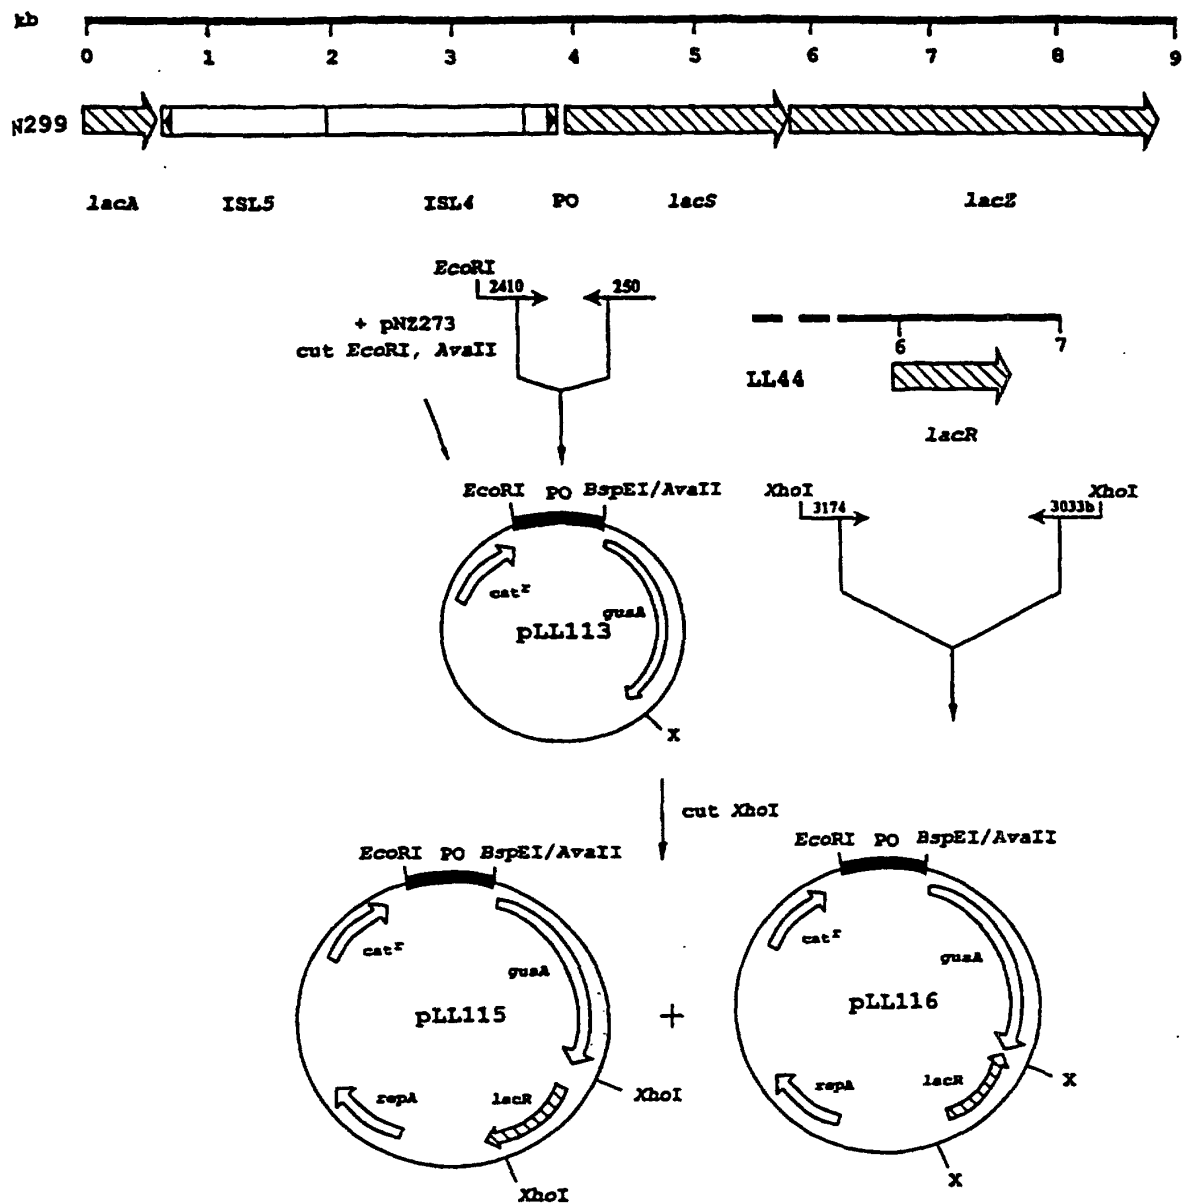 kb
0 1 2 3 4 5 6 7 8 9
N299
lacA ISL5 ISL4 PO lacS lacZ
EcoRI
2410 250
+ pNZ273
cut EcoRI, AvaII
6 7
LL44
lacR
EcoRI PO BspEI/AvaII
XhoI XhoI
3174 3033b
catr
gusA
pLL113
X
cut XhoI
EcoRI PO BspEI/AvaII
EcoRI PO BspEI/AvaII
catr
catr
gusA
gusA
pLL115 + pLL116
repA lacR XhoI
repA lacR X
XhoI
X